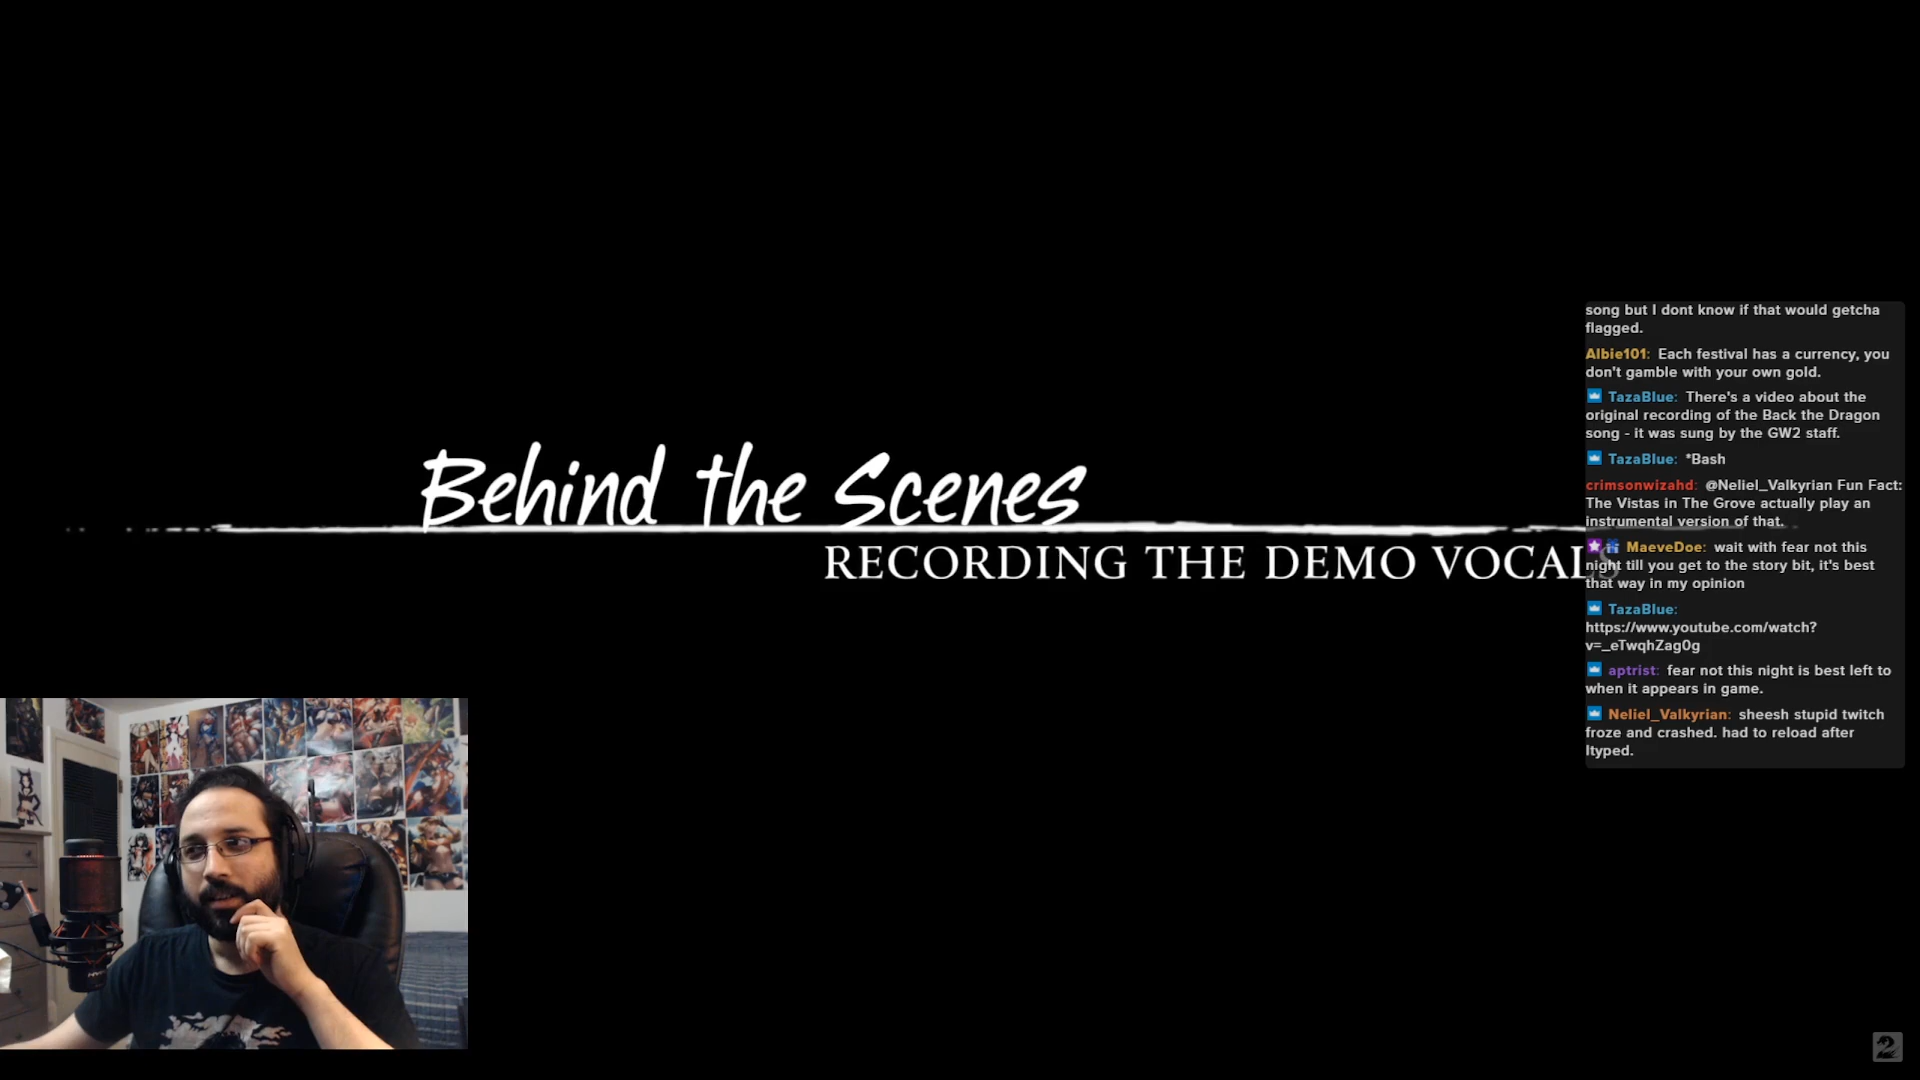 Behind the Scenes
RECORDING THE DEMO VOCALS
song but I dont know if that would getcha
flagged.
Albie101: Each festival has a currency, you
don't gamble with your own gold.
TazaBlue: There's a video about the
original recording of the Back the Dragon
song - it was sung by the GW2 staff.
TazaBlue: *Bash
crimsonwizahd: @Neliel_Valkyrian Fun Fact:
The Vistas in The Grove actually play an
instrumental version of that.
MaeveDoe: wait with fear not this
night till you get to the story bit, it's best
that way in my opinion
TazaBlue:
https://www.youtube.com/watch?
v=_eTwqhZag0g
aptrist: fear not this night is best left to
when it appears in game.
Neliel_Valkyrian: sheesh stupid twitch
froze and crashed. had to reload after
Ityped.
2